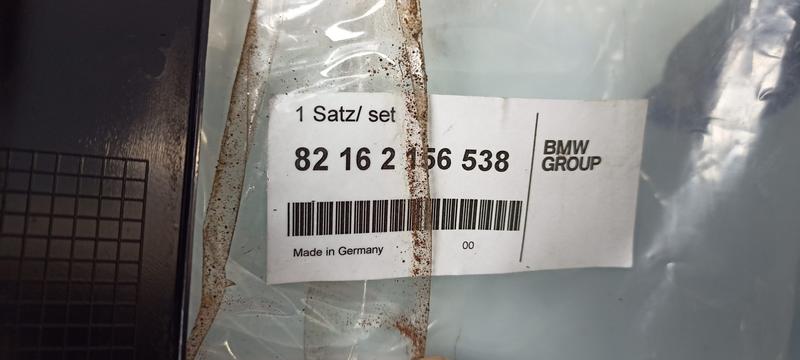 1 Satz/ set
82 16 2 156 538
Made in Germany
00
BMW
GROUP